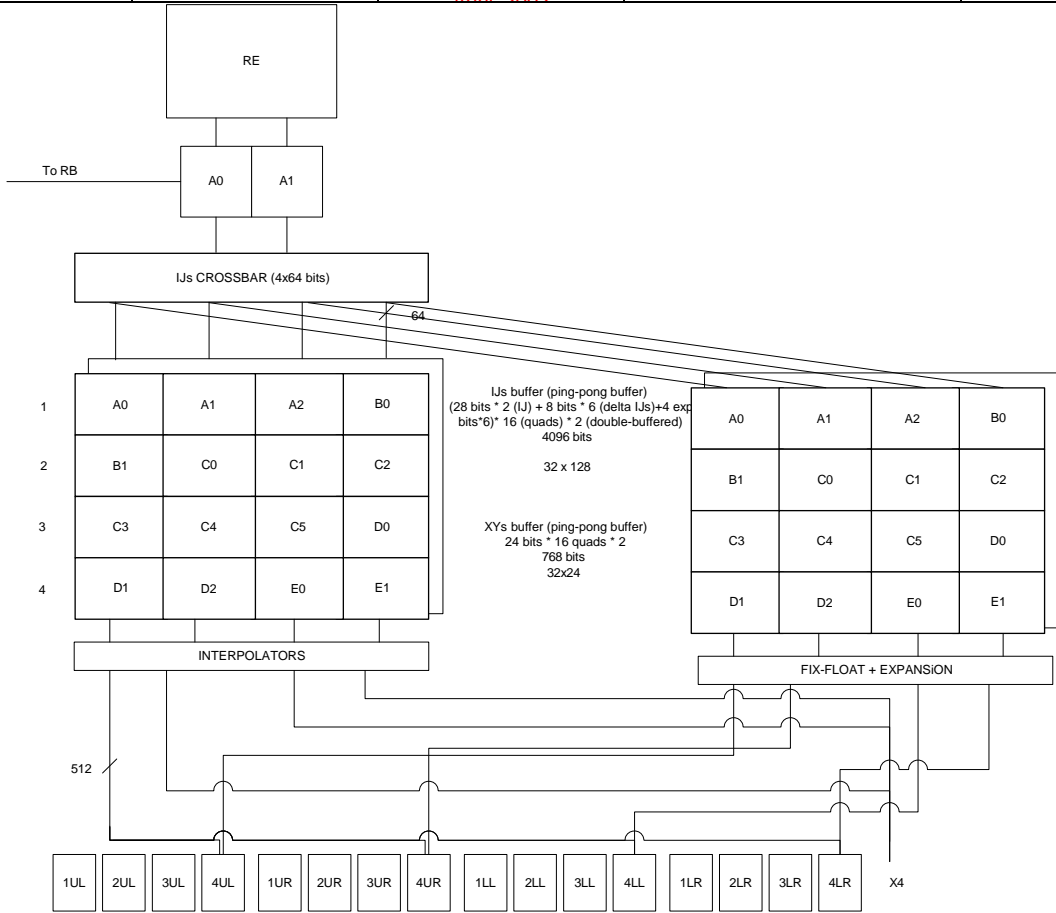 RE
To RB
A0 A1
IJs CROSSBAR (4x64 bits)
64
1 A0 A1 A2 B0
2 B1 C0 C1 C2
3 C3 C4 C5 D0
4 D1 D2 E0 E1
IJs buffer (ping-pong buffer)
(28 bits * 2 (IJ) + 8 bits * 6 (delta IJs)+4 exp
bits*6)* 16 (quads) * 2 (double-buffered)
4096 bits
32 x 128
XYs buffer (ping-pong buffer)
24 bits * 16 quads * 2
768 bits
32x24
A0 A1 A2 B0
B1 C0 C1 C2
C3 C4 C5 D0
D1 D2 E0 E1
INTERPOLATORS
FIX-FLOAT + EXPANSiON
512
1UL 2UL 3UL 4UL 1UR 2UR 3UR 4UR 1LL 2LL 3LL 4LL 1LR 2LR 3LR 4LR X4